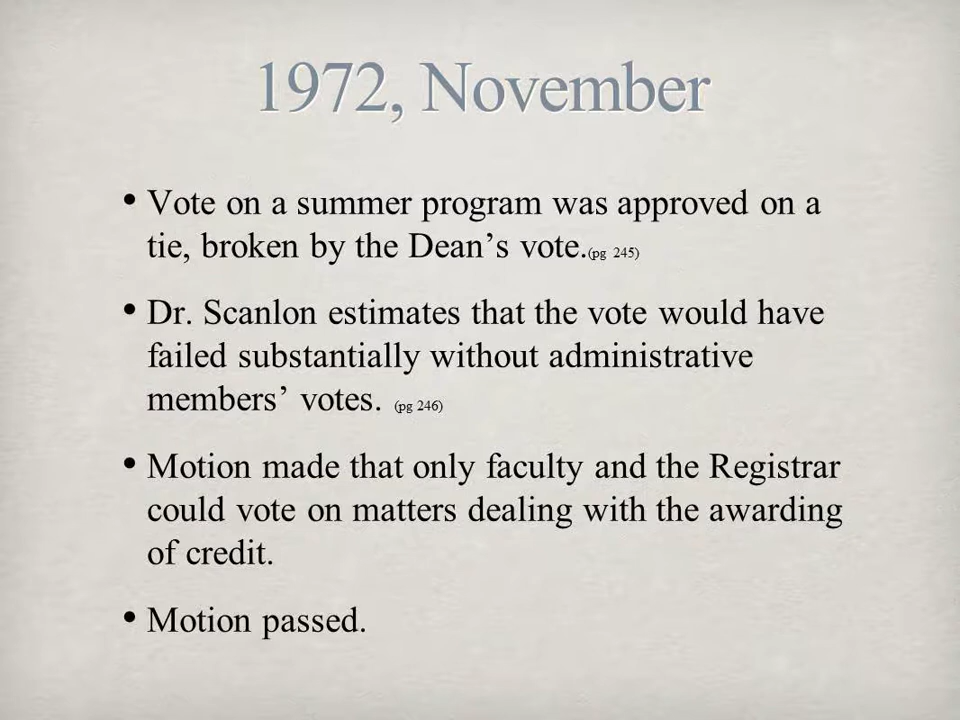 1972, November
• Vote on a summer program was approved on a
tie, broken by the Dean’s vote.(pg 245)
• Dr. Scanlon estimates that the vote would have
failed substantially without administrative
members’ votes. (pg 246)
• Motion made that only faculty and the Registrar
could vote on matters dealing with the awarding
of credit.
• Motion passed.